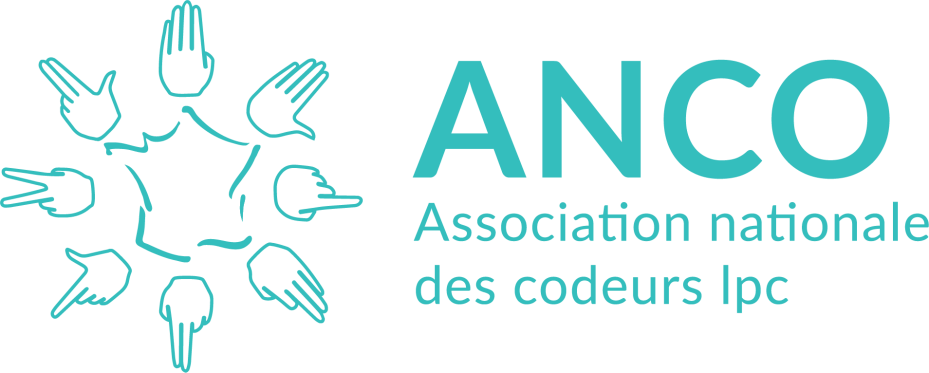 ANCO
Association nationale
des codeurs lpc